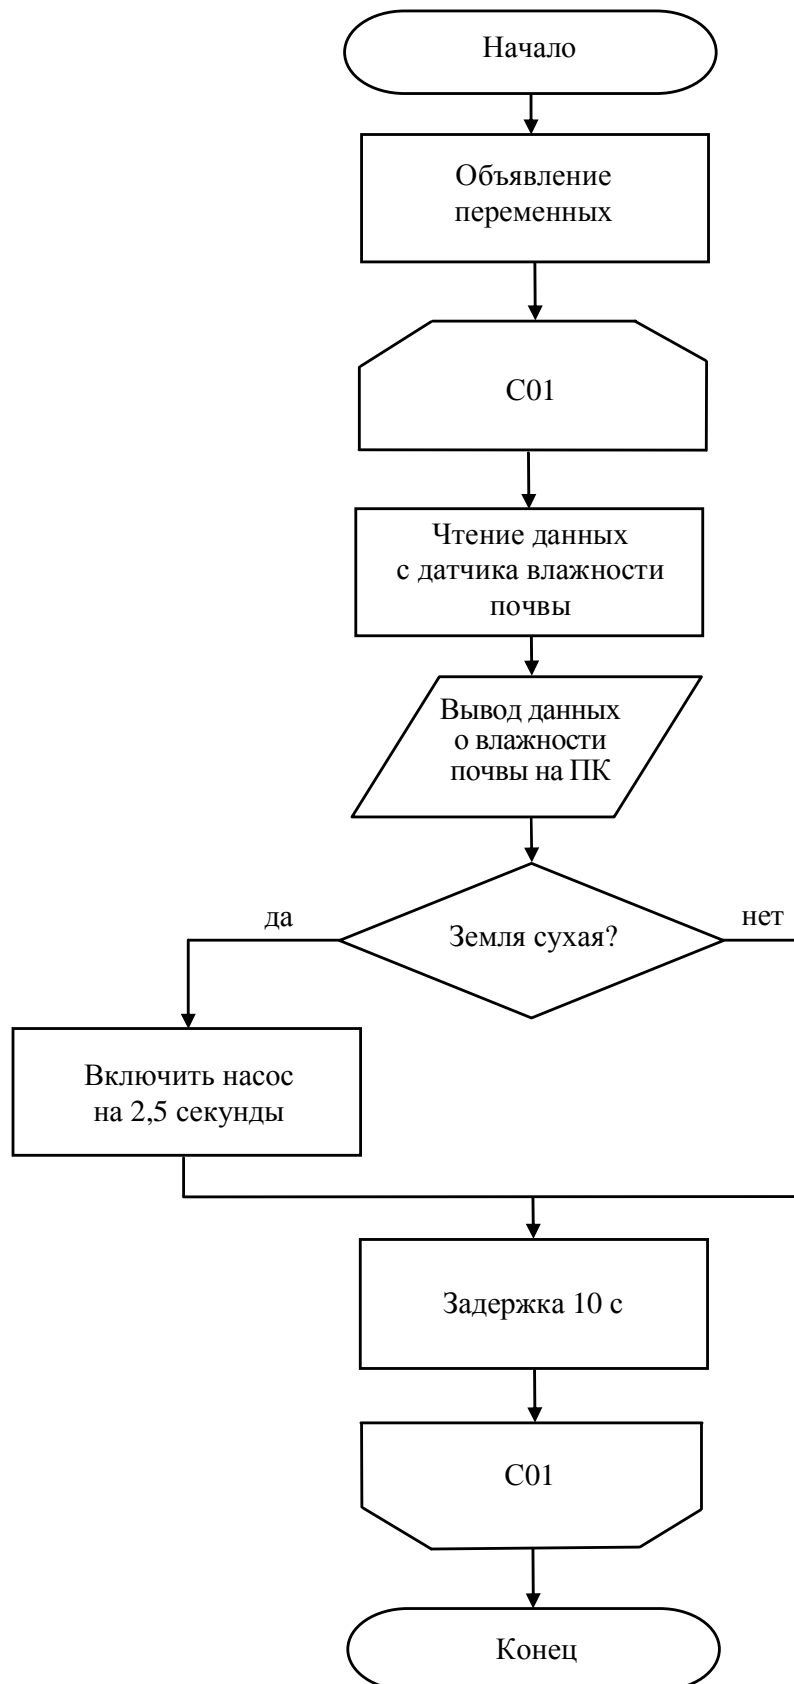 Начало
Объявление
переменных
C01
Чтение данных
с датчика влажности
почвы
Вывод данных
о влажности
почвы на ПК
да
Земля сухая?
нет
Включить насос
на 2,5 секунды
Задержка 10 с
C01
Конец